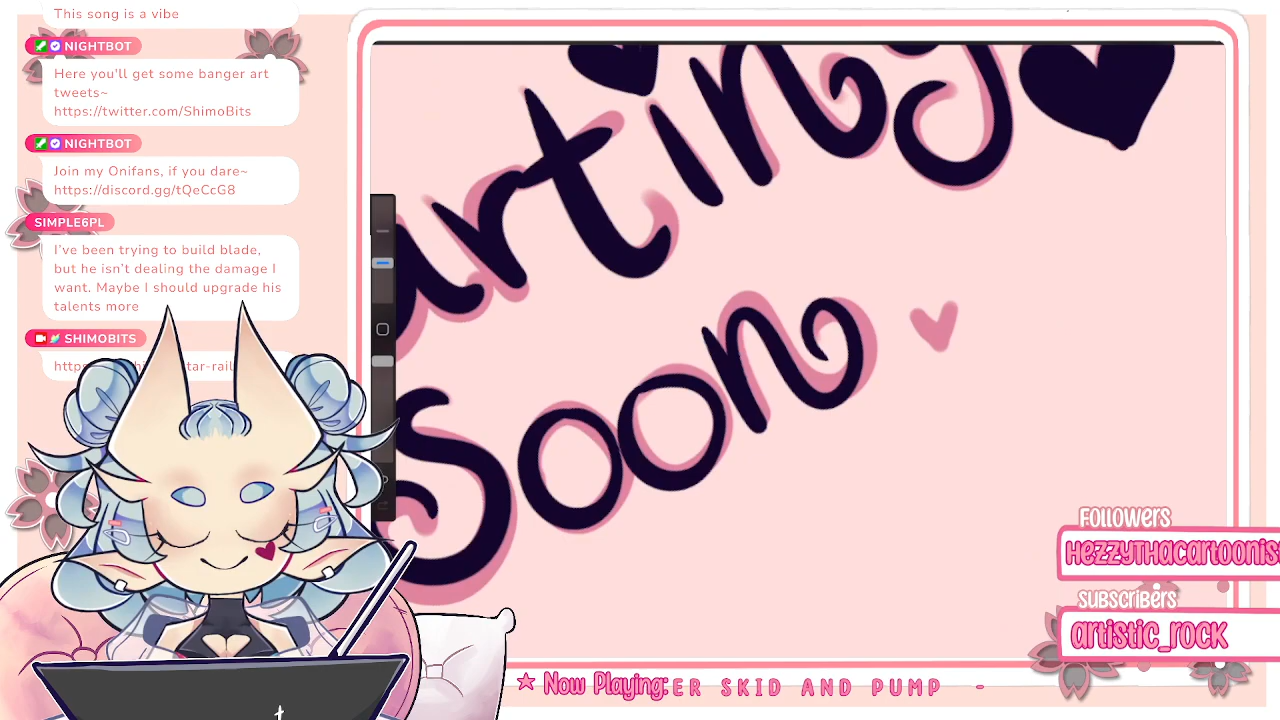 This song is a vibe
NIGHTBOT
Here you'll get some banger art
tweets~
https://twitter.com/ShimoBits
NIGHTBOT
Join my Onifans, if you dare~
https://discord.gg/tQeCcG8
SIMPLE6PL
I've been trying to build blade,
but he isn't dealing the damage I
want. Maybe I should upgrade his
talents more
SHIMOBITS
arting
Soon
Followers
HezzyTHaCartoonis
Subscribers
artistic_rock
Now Playing: ER SKID AND PUMP -